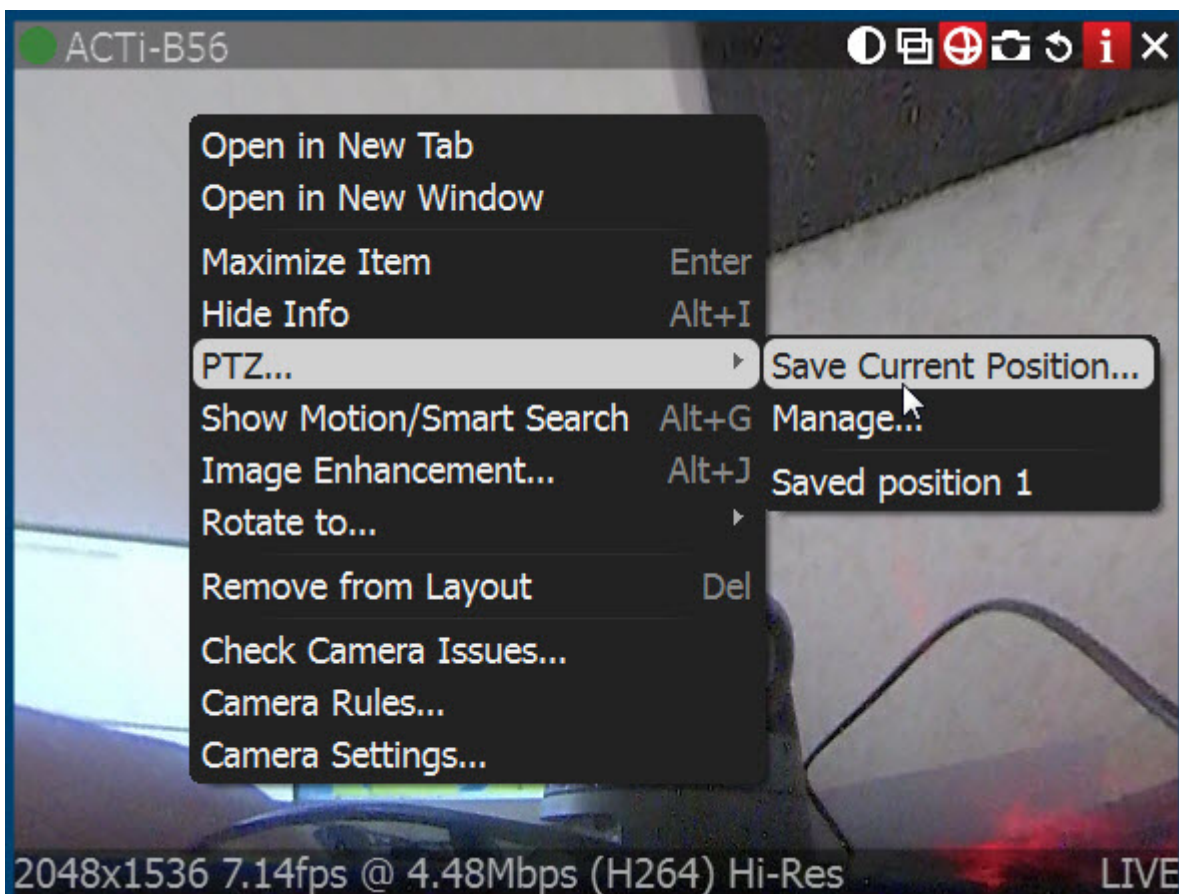 ACTi-B56
Open in New Tab
Open in New Window
Maximize Item Enter
Hide Info Alt+I
PTZ...
Save Current Position...
Show Motion/Smart Search Alt+G
Manage...
Image Enhancement... Alt+J
Saved position 1
Rotate to...
Remove from Layout Del
Check Camera Issues...
Camera Rules...
Camera Settings...
2048x1536 7.14fps @ 4.48Mbps (H264) Hi-Res LIVE